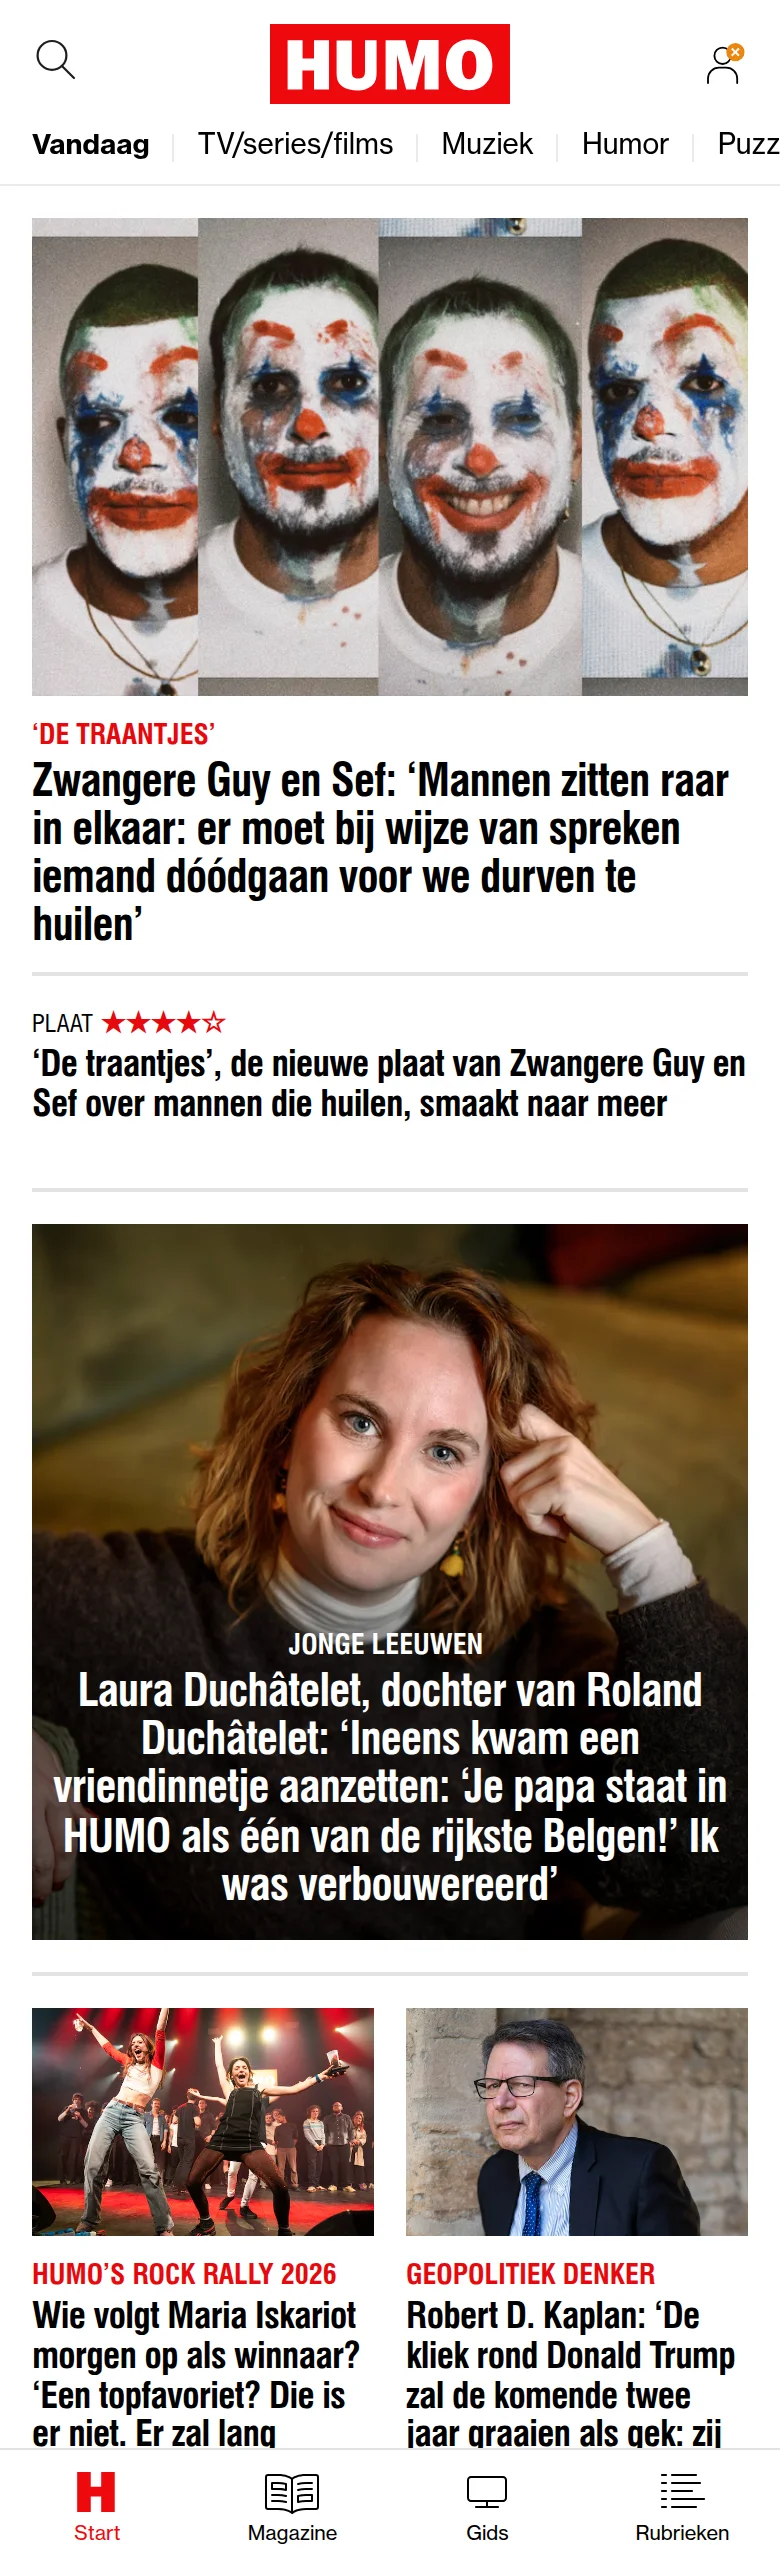 HUMO
Vandaag
TV/series/films
Muziek
Humor
Puzz
‘DE TRAANTJES’
Zwangere Guy en Sef: ‘Mannen zitten raar
in elkaar: er moet bij wijze van spreken
iemand dóódgaan voor we durven te
huilen’
PLAAT ★★★★☆
‘De traantjes’, de nieuwe plaat van Zwangere Guy en
Sef over mannen die huilen, smaakt naar meer
JONGE LEEUWEN
Laura Duchâtelet, dochter van Roland
Duchâtelet: ‘Ineens kwam een
vriendinnetje aanzetten: ‘Je papa staat in
HUMO als één van de rijkste Belgen!’ Ik
was verbouwereerd’
HUMO’S ROCK RALLY 2026
Wie volgt Maria Iskariot
morgen op als winnaar?
‘Een topfavoriet? Die is
er niet. Er zal lang
GEOPOLITIEK DENKER
Robert D. Kaplan: ‘De
kliek rond Donald Trump
zal de komende twee
jaar graaien als gek: zij
H
Start
Magazine
Gids
Rubrieken